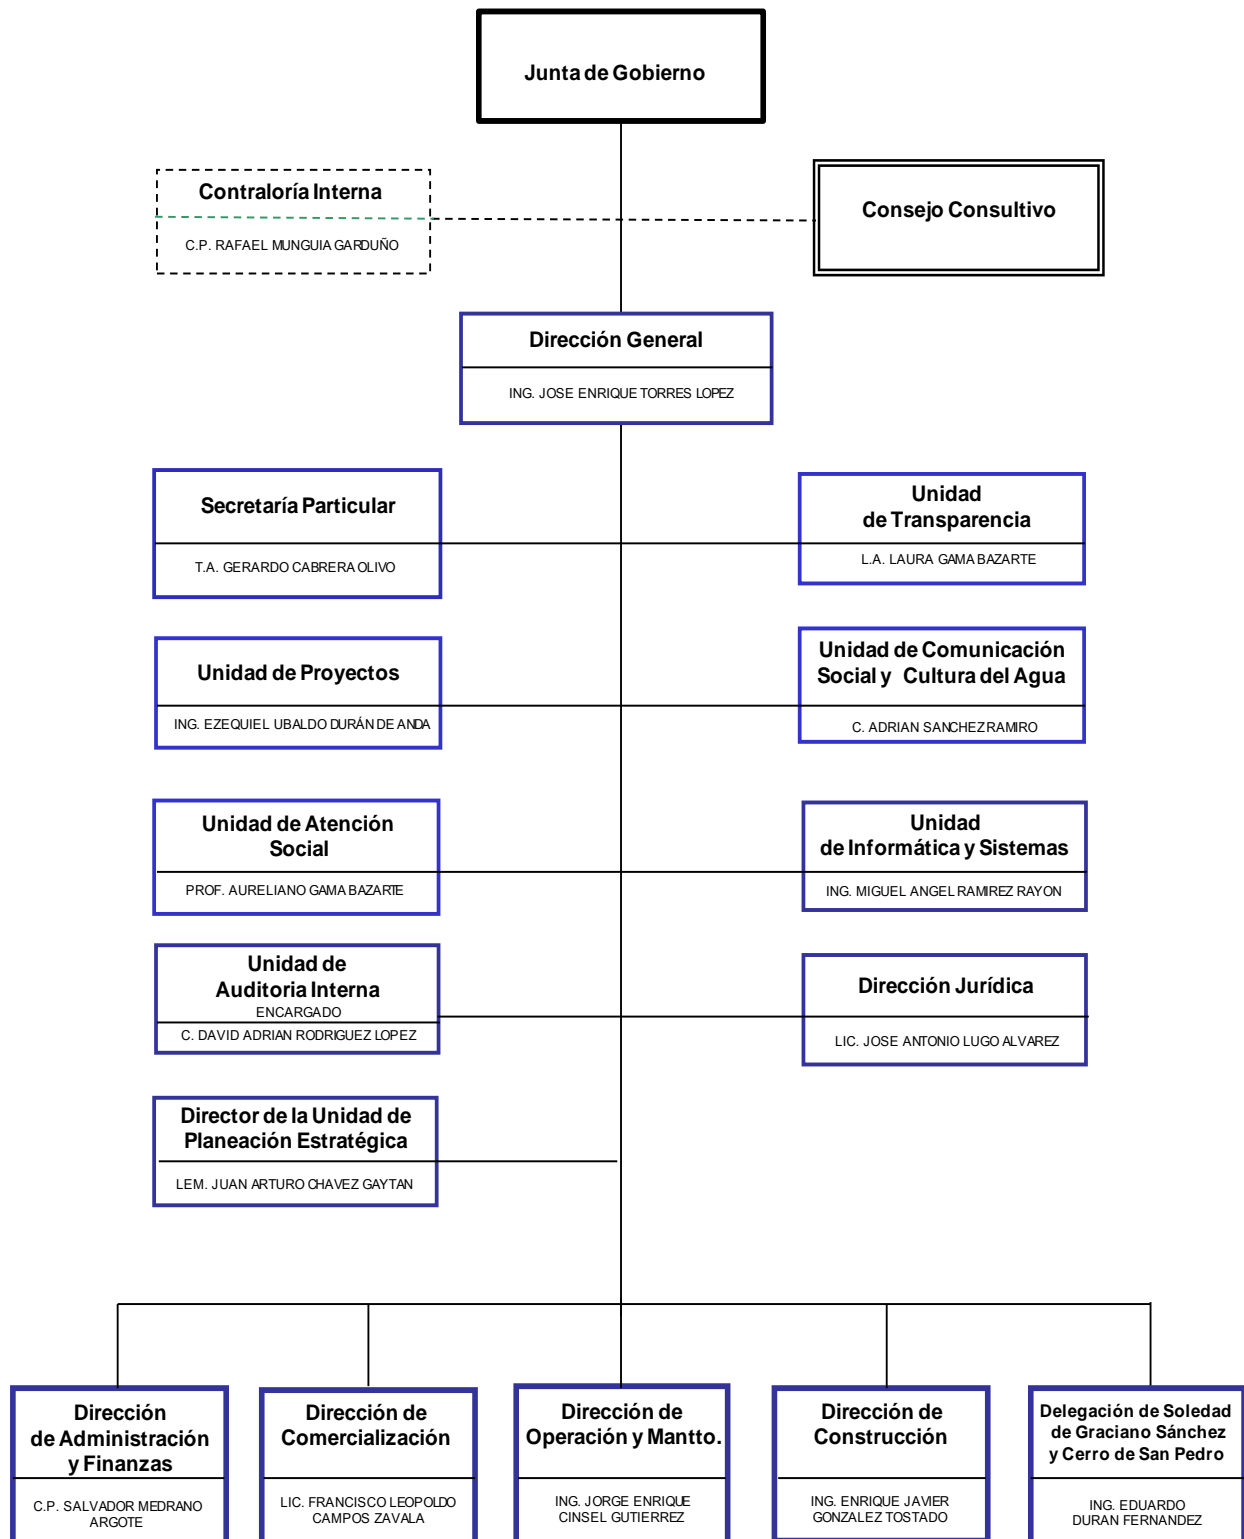 Junta de Gobierno
Contraloría Interna
C.P. RAFAEL MUNGUIA GARDUÑO
Consejo Consultivo
Dirección General
ING. JOSE ENRIQUE TORRES LOPEZ
Secretaría Particular
T.A. GERARDO CABRERA OLIVO
Unidad
de Transparencia
L.A. LAURA GAMA BAZARTE
Unidad de Proyectos
ING. EZEQUIEL UBALDO DURÁN DE ANDA
Unidad de Comunicación
Social y Cultura del Agua
C. ADRIAN SANCHEZ RAMIRO
Unidad de Atención
Social
PROF. AURELIANO GAMA BAZARTE
Unidad
de Informática y Sistemas
ING. MIGUEL ANGEL RAMIREZ RAYON
Unidad de
Auditoria Interna
ENCARGADO
C. DAVID ADRIAN RODRIGUEZ LOPEZ
Dirección Jurídica
LIC. JOSE ANTONIO LUGO ALVAREZ
Director de la Unidad de
Planeación Estratégica
LEM. JUAN ARTURO CHAVEZ GAYTAN
Dirección
de Administración
y Finanzas
C.P. SALVADOR MEDRANO
ARGOTE
Dirección de
Comercialización
LIC. FRANCISCO LEOPOLDO
CAMPOS ZAVALA
Dirección de
Operación y Mantto.
ING. JORGE ENRIQUE
CINSEL GUTIERREZ
Dirección de
Construcción
ING. ENRIQUE JAVIER
GONZALEZ TOSTADO
Delegación de Soledad
de Graciano Sánchez
y Cerro de San Pedro
ING. EDUARDO
DURAN FERNANDEZ